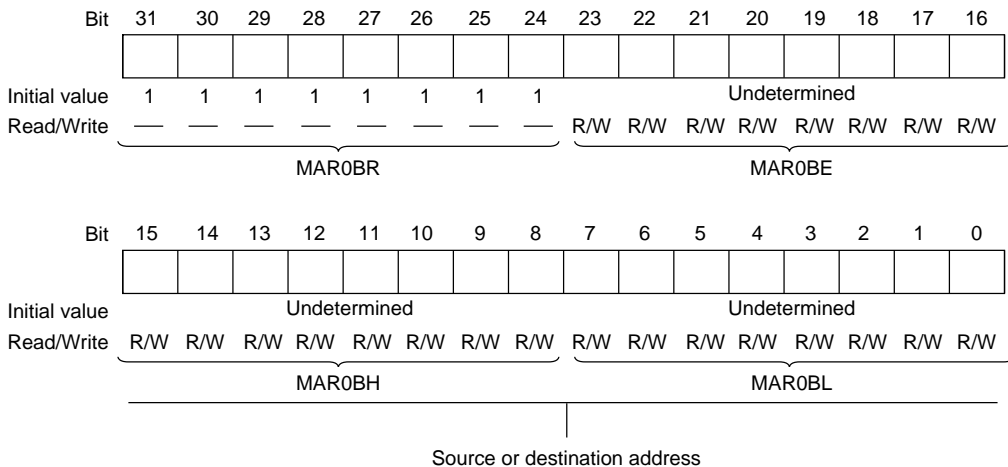 Bit 31 30 29 28 27 26 25 24 23 22 21 20 19 18 17 16
Initial value 1 1 1 1 1 1 1 1 Undetermined
Read/Write — — — — — — — — R/W R/W R/W R/W R/W R/W R/W R/W
MAR0BR MAR0BE
Bit 15 14 13 12 11 10 9 8 7 6 5 4 3 2 1 0
Initial value Undetermined Undetermined
Read/Write R/W R/W R/W R/W R/W R/W R/W R/W R/W R/W R/W R/W R/W R/W R/W R/W
MAR0BH MAR0BL
Source or destination address